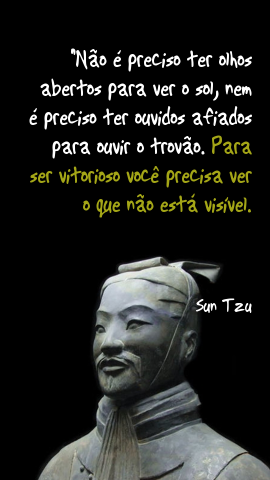 "Não é preciso ter olhos
abertos para ver o sol, nem
é preciso ter ouvidos afiados
para ouvir o trovão. Para
ser vitorioso você precisa ver
o que não está visível.
Sun Tzu